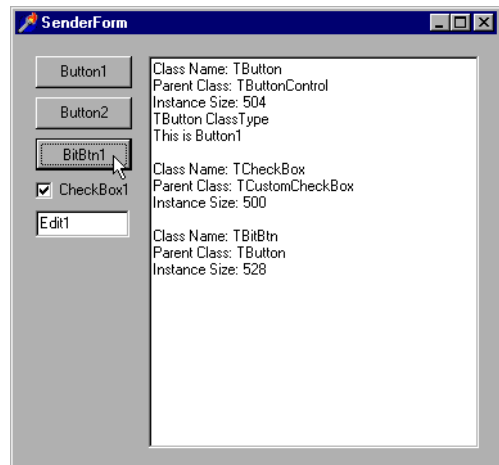 SenderForm
Button1
Button2
BitBtn1
CheckBox1
Edit1
Class Name: TButton
Parent Class: TButtonControl
Instance Size: 504
TButton ClassType
This is Button1
Class Name: TCheckBox
Parent Class: TCustomCheckBox
Instance Size: 500
Class Name: TBitBtn
Parent Class: TButton
Instance Size: 528